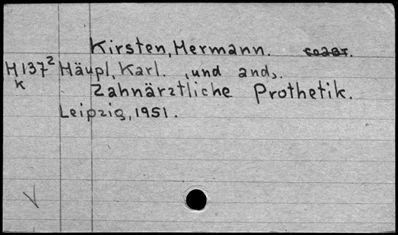 Kirsten, Hermann.
H137² Häupl, Karl. , und and..
k Zahnärztliche Prothetik.
Leipzig, 1951.